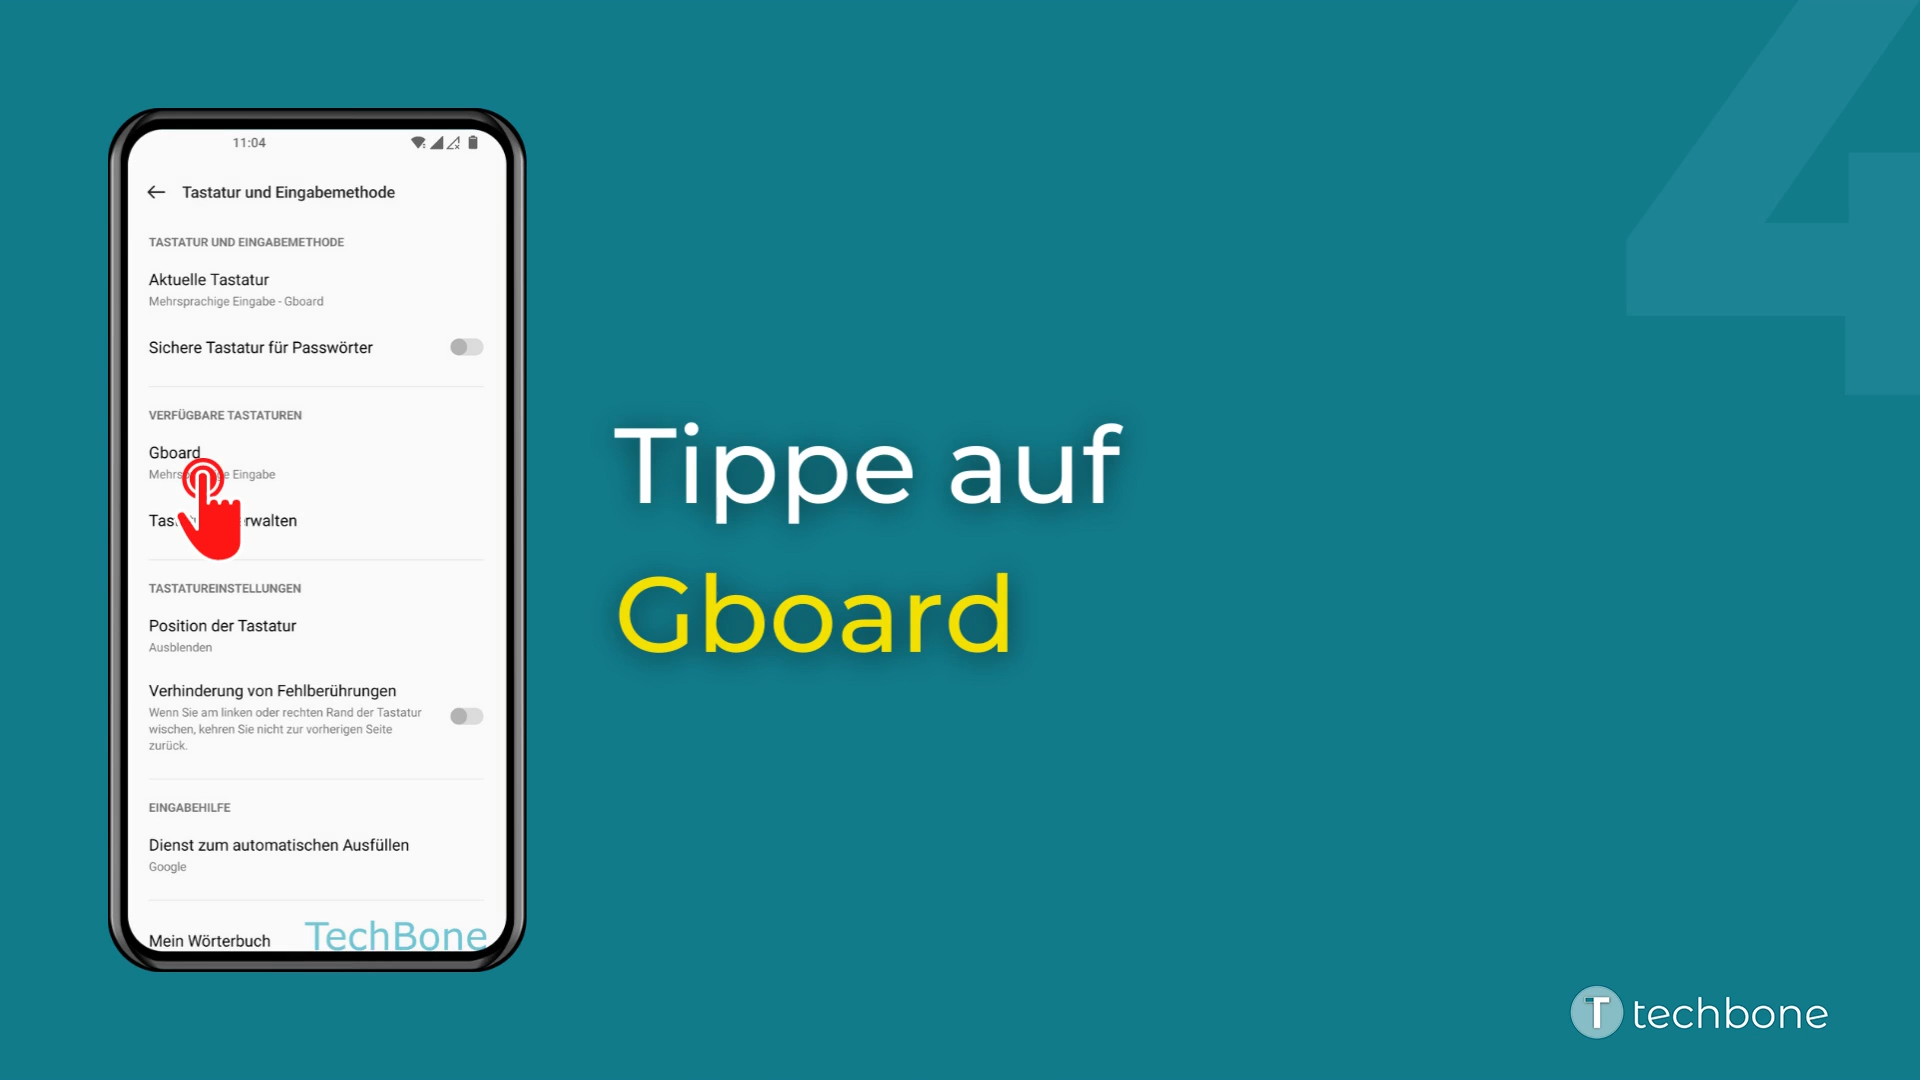 4
11:04
Tastatur und Eingabemethode
TASTATUR UND EINGABEMETHODE
Aktuelle Tastatur
Mehrsprachige Eingabe - Gboard
Sichere Tastatur für Passwörter
VERFÜGBARE TASTATUREN
Gboard
Eingabe
TASTATUREINSTELLUNGEN
Position der Tastatur
Ausblenden
Verhinderung von Fehlberührungen
Wenn Sie am linken oder rechten Rand der Tastatur
wischen, kehren Sie nicht zur vorherigen Seite
zurück.
EINGABEHILFE
Dienst zum automatischen Ausfüllen
Google
Mein Wörterbuch
TechBone
Tippe auf
Gboard
T techbone